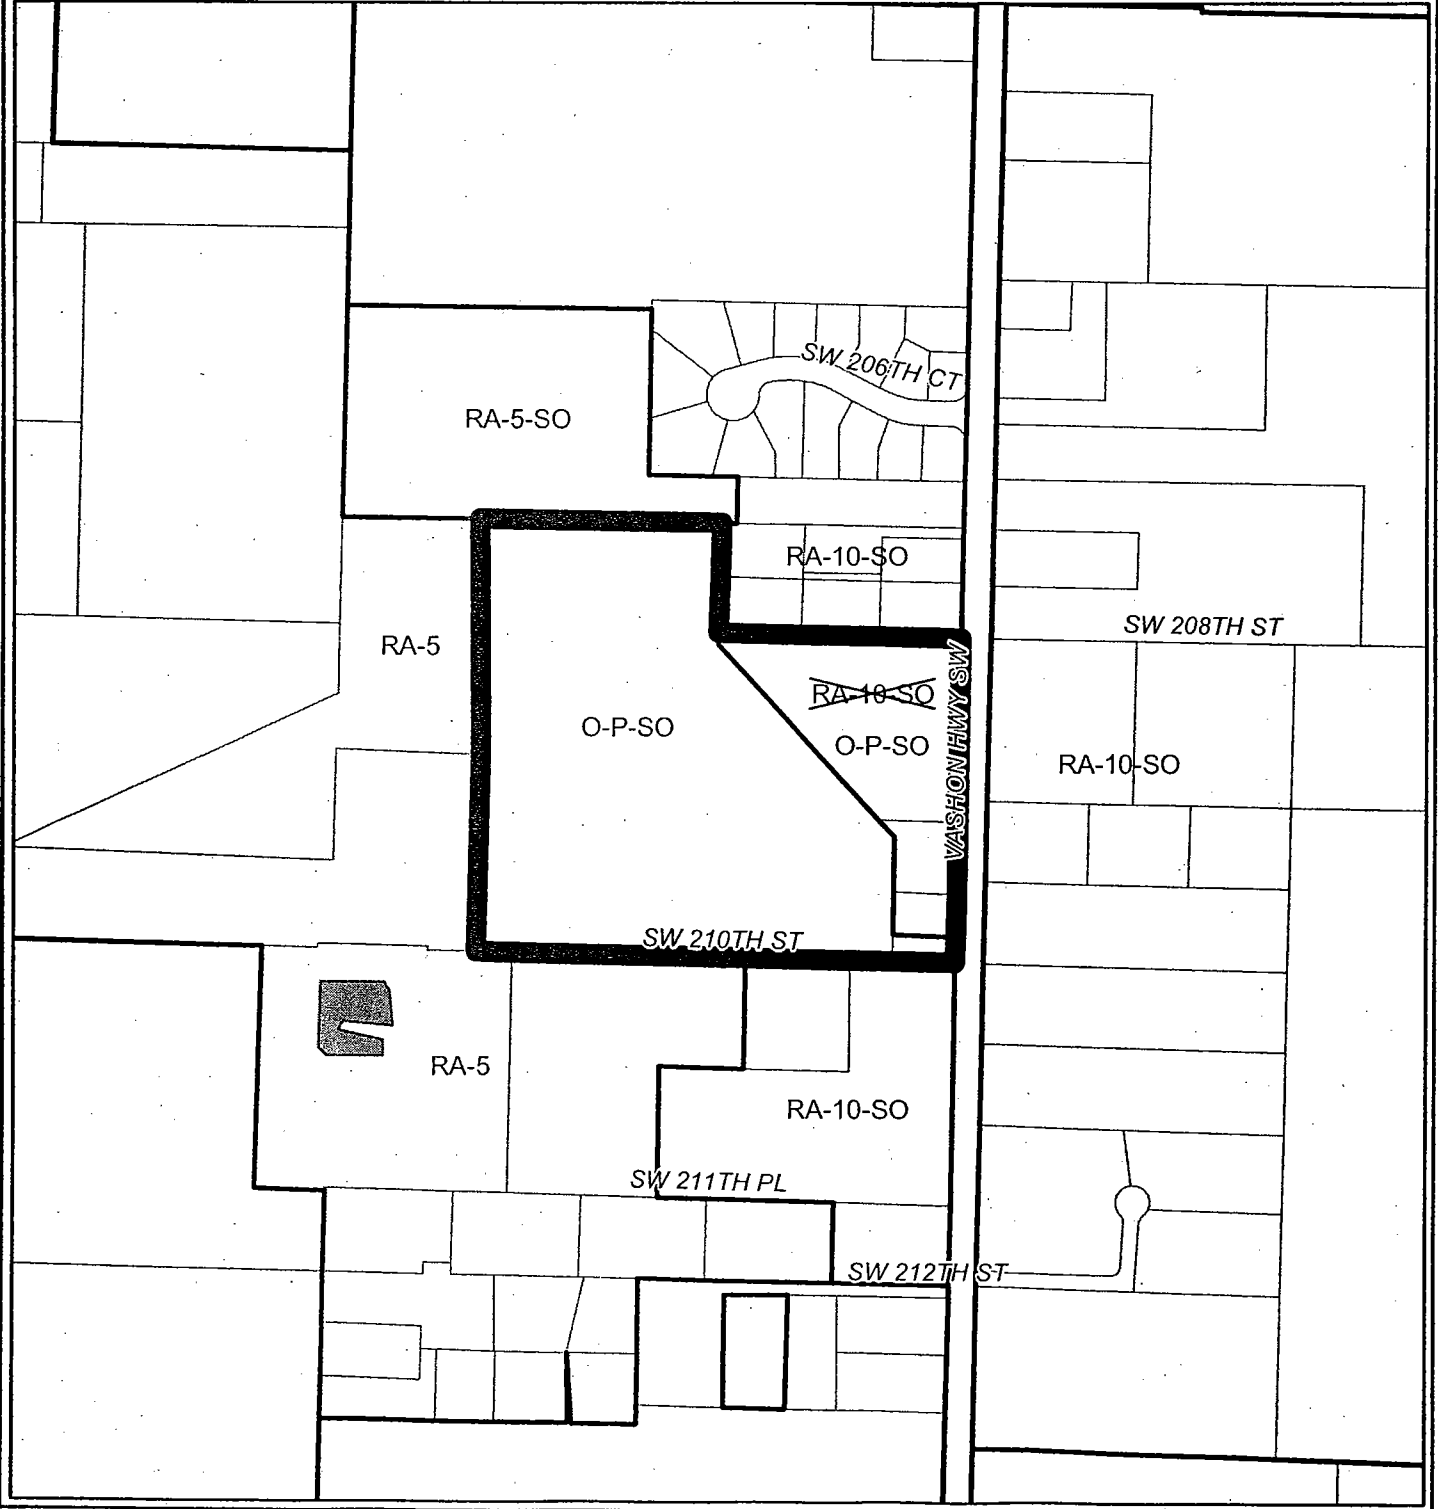 SW 206TH CT
RA-5-SO
RA-10-SO
SW 208TH ST
RA-5
RA-10-SO
O-P-SO
O-P-SO
VASHON HWY SW
RA-10-SO
SW 210TH ST
RA-5
RA-10-SO
SW 211TH PL
SW 212TH ST